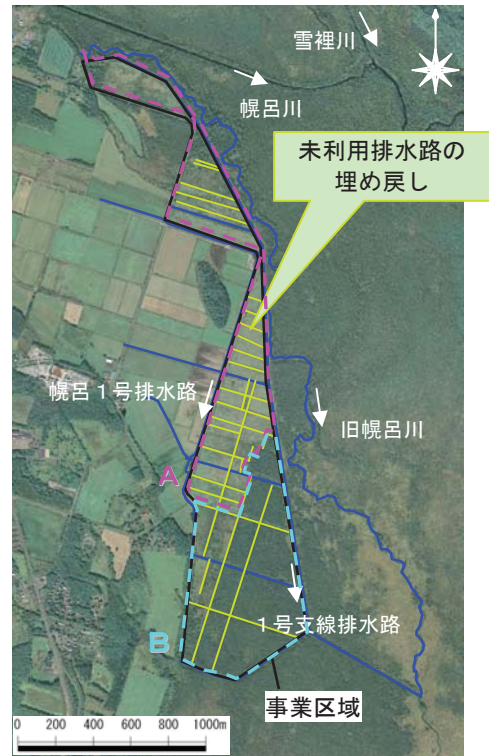 雪裡川
幌呂川
未利用排水路の
埋め戻し
幌呂１号排水路
旧幌呂川
A
１号支線排水路
B
事業区域
0 200 400 600 800 1000m